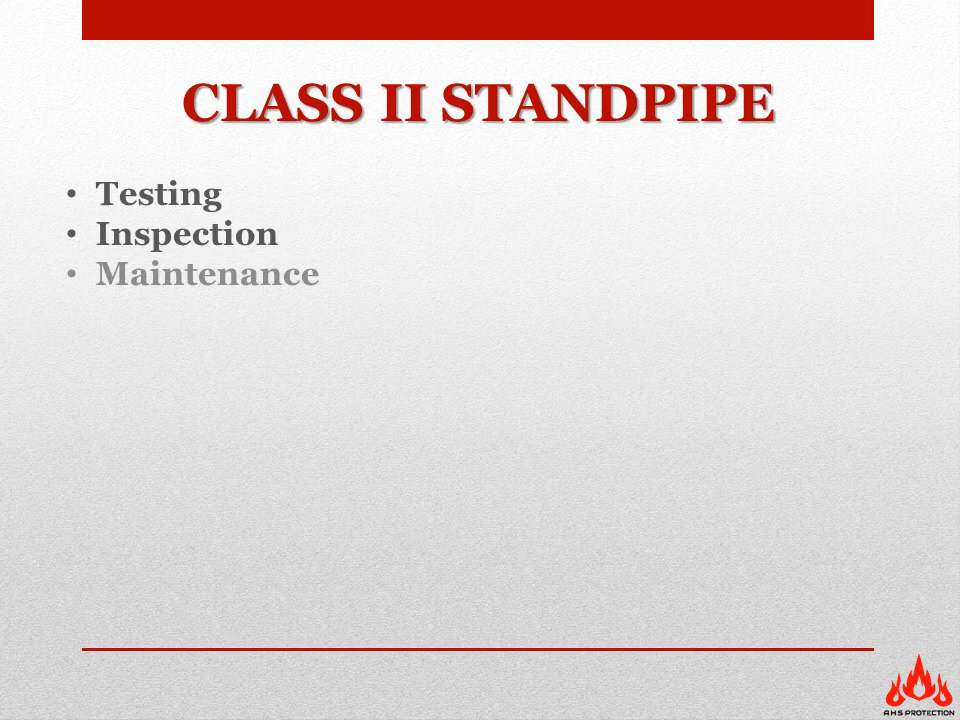 CLASS II STANDPIPE
• Testing
• Inspection
• Maintenance
AHS PROTECTION